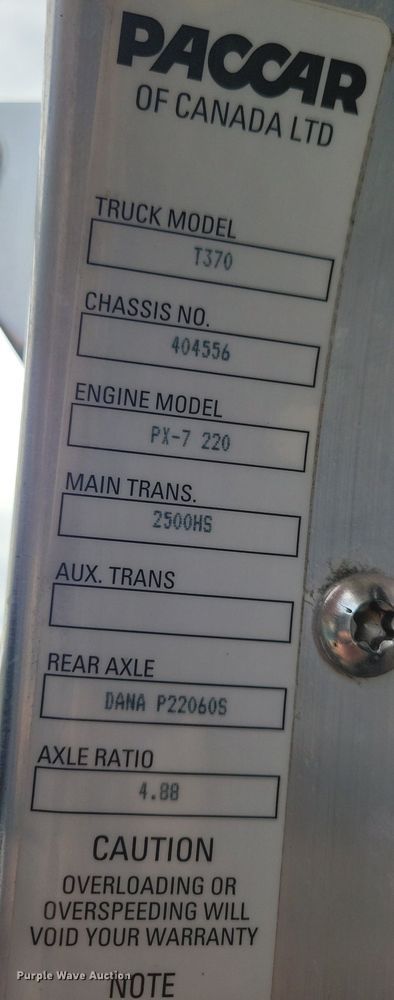 PACCAR
OF CANADA LTD
TRUCK MODEL
T370
CHASSIS NO.
404556
ENGINE MODEL
PX-7 220
MAIN TRANS.
2500HS
AUX. TRANS
REAR AXLE
DANA P22060S
AXLE RATIO
4.88
CAUTION
OVERLOADING OR
OVERSPEEDING WILL
VOID YOUR WARRANTY
NOTE
Purple Wave Auction